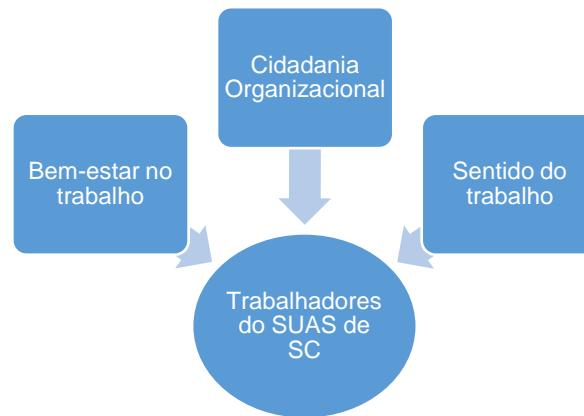 Cidadania
Organizacional
Bem-estar no
trabalho
Sentido do
trabalho
Trabalhadores
do SUAS de
SC